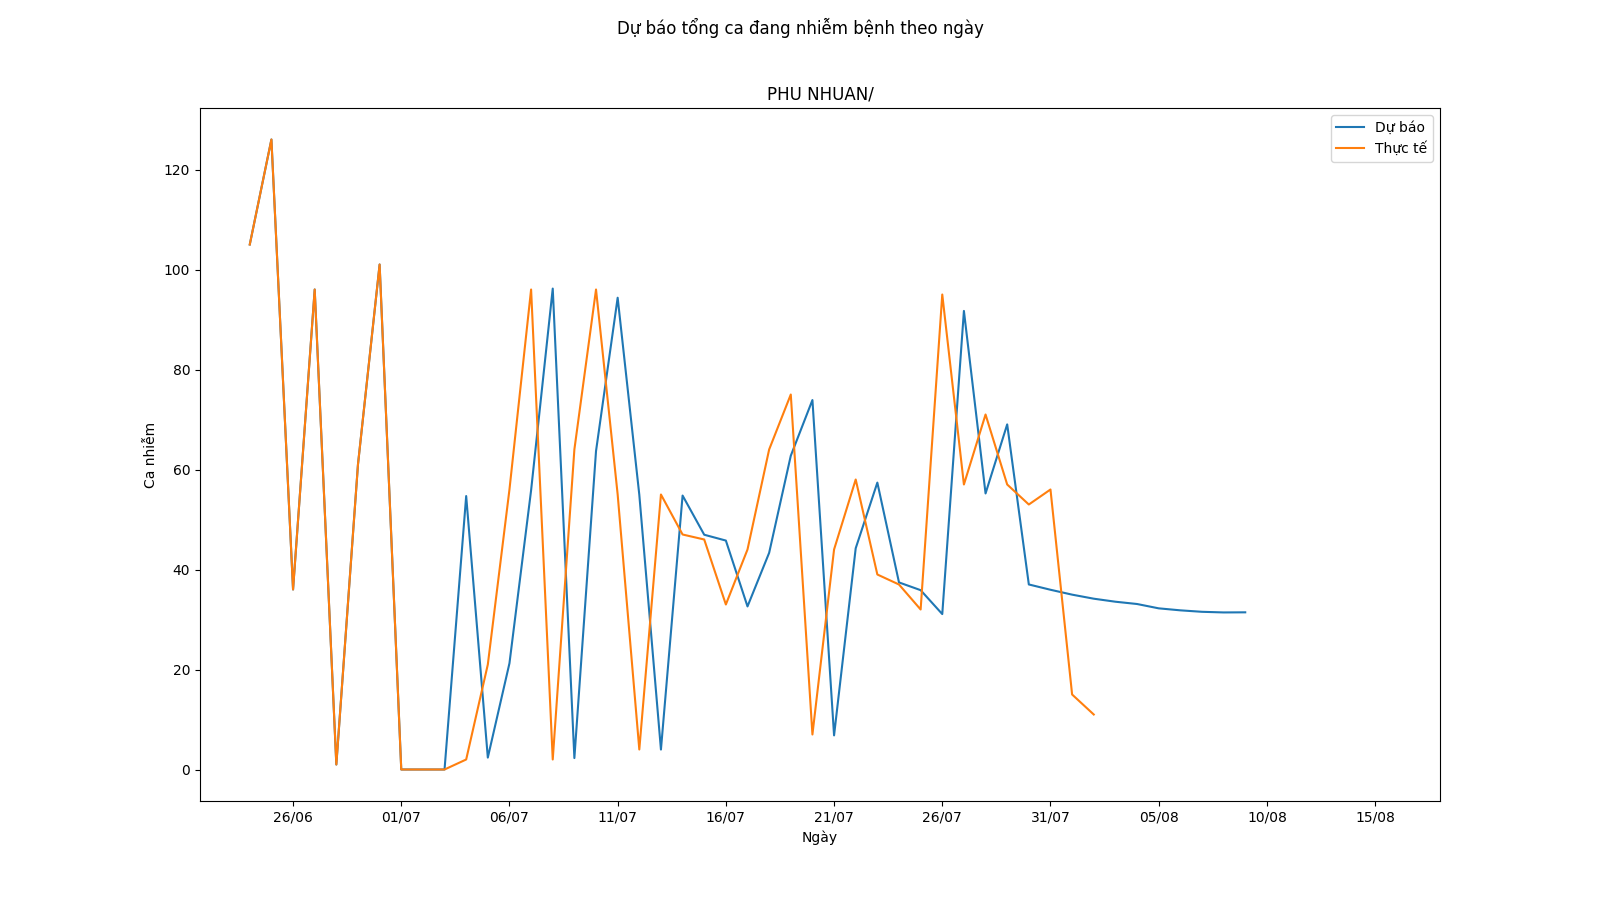 Dự báo tổng ca đang nhiễm bệnh theo ngày
PHU NHUAN/
Dự báo
Thực tế
120
100
80
60
40
20
0
Ca nhiễm
26/06 01/07 06/07 11/07 16/07 21/07 26/07 31/07 05/08 10/08 15/08
Ngày